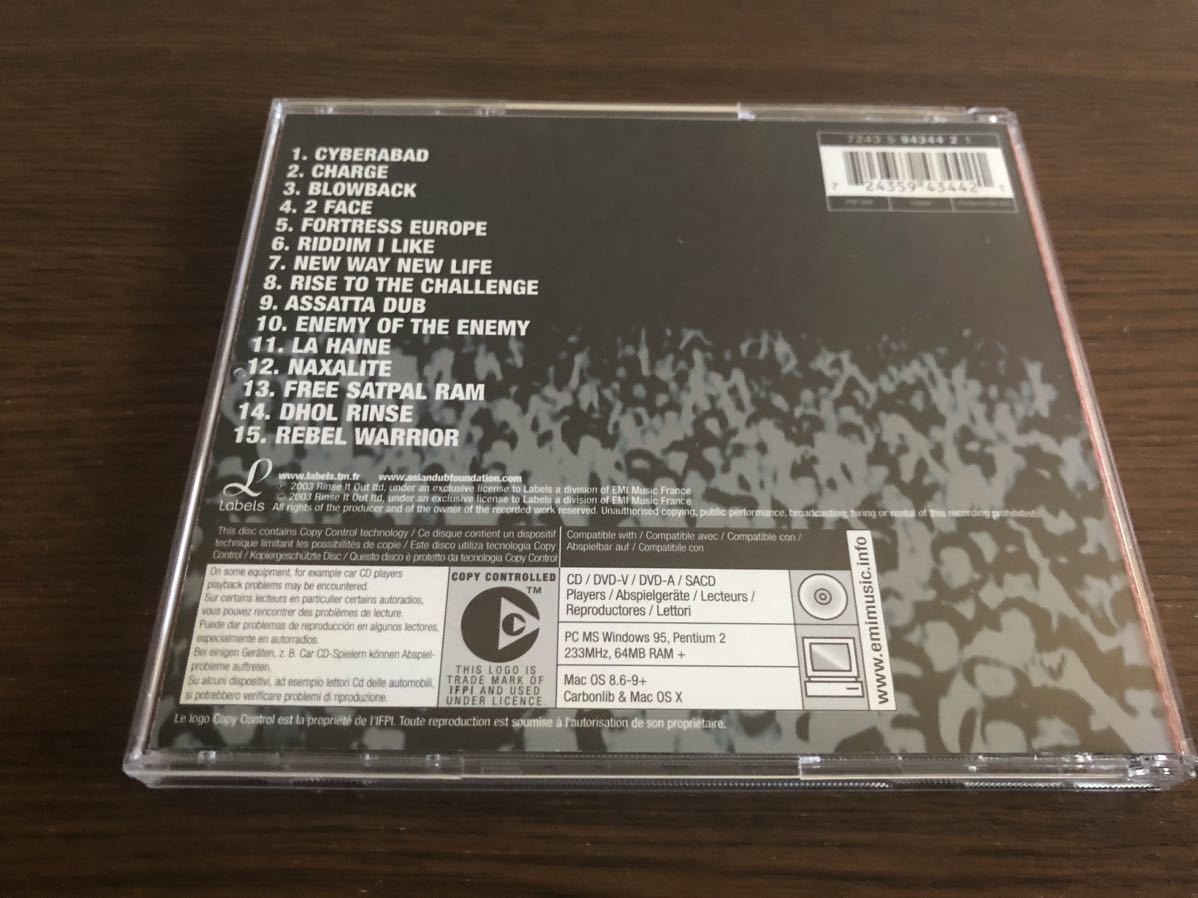 7243 5 94344 2 1
7 24359 43442 1
1. CYBERABAD
2. CHARGE
3. BLOWBACK
4. 2 FACE
5. FORTRESS EUROPE
6. RIDDIM I LIKE
7. NEW WAY NEW LIFE
8. RISE TO THE CHALLENGE
9. ASSATTA DUB
10. ENEMY OF THE ENEMY
11. LA HAINE
12. NAXALITE
13. FREE SATPAL RAM
14. DHOL RINSE
15. REBEL WARRIOR
L
Labels
www.labels.tm.fr www.asiandubfoundation.com
℗ 2003 Rinse It Out ltd, under an exclusive license to Labels a division of EMI Music France
© 2003 Rinse It Out ltd, under an exclusive license to Labels a division of EMI Music France
All rights of the producer and of the owner of the recorded work reserved. Unauthorised copying, public performance, broadcasting, hiring or rental of this recording prohibited.
This disc contains Copy Control technology / Ce disque contient un dispositif
technique limitant les possibilités de copie / Este disco utiliza tecnologia Copy
Control / Kopiergeschützte Disc / Questo disco è protetto da tecnologia Copy Control
Compatible with / Compatible avec / Compatible con /
Abspielbar auf / Compatibile con
On some equipment, for example car CD players
playback problems may be encountered.
Sur certains lecteurs en particulier certains autoradios,
vous pouvez rencontrer des problèmes de lecture.
Puede dar problemas de reproducción en algunos lectores,
especialmente en autorradios.
Bei einigen Geräten, z. B. Car CD-Spielern können Abspiel-
probleme auftreten.
Su alcuni dispositivi, ad esempio lettori Cd delle automobili,
si potrebbero verificare problemi di riproduzione.
COPY CONTROLLED
TM
C
THIS LOGO IS
TRADE MARK OF
IFPI AND USED
UNDER LICENCE.
CD / DVD-V / DVD-A / SACD
Players / Abspielgeräte / Lecteurs /
Reproductores / Lettori
PC MS Windows 95, Pentium 2
233MHz, 64MB RAM +
Mac OS 8.6-9+
Carbonlib & Mac OS X
www.emimusic.info
Le logo Copy Control est la propriété de l'IFPI. Toute reproduction est soumise à l'autorisation de son propriétaire.